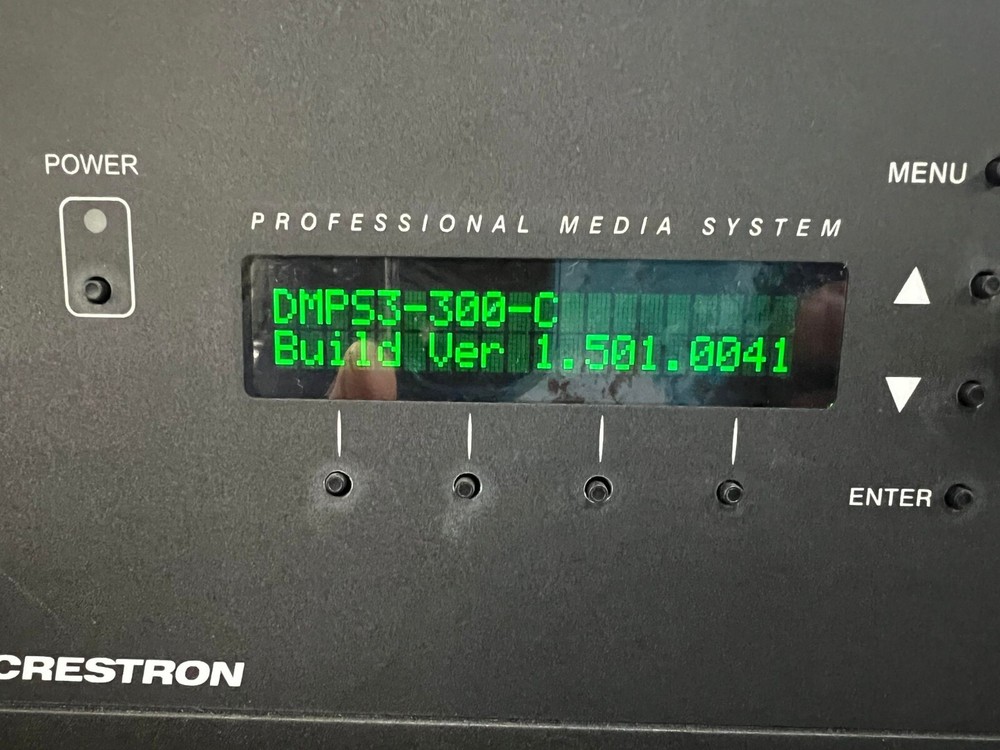 POWER
MENU
PROFESSIONAL MEDIA SYSTEM
DMPS3-300-C
Build Ver 1.501.0041
ENTER
CRESTRON